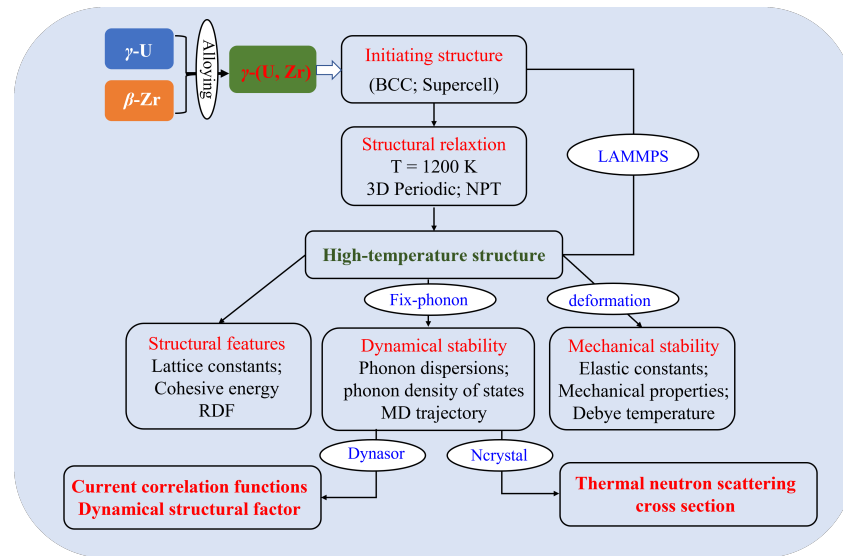 γ-U
β-Zr
Alloying
γ-(U, Zr)
Initiating structure
(BCC; Supercell)
Structural relaxtion
T = 1200 K
3D Periodic; NPT
LAMMPS
High-temperature structure
Fix-phonon
deformation
Structural features
Lattice constants;
Cohesive energy
RDF
Dynamical stability
Phonon dispersions;
phonon density of states
MD trajectory
Mechanical stability
Elastic constants;
Mechanical properties;
Debye temperature
Dynasor
Ncrystal
Current correlation functions
Dynamical structural factor
Thermal neutron scattering
cross section